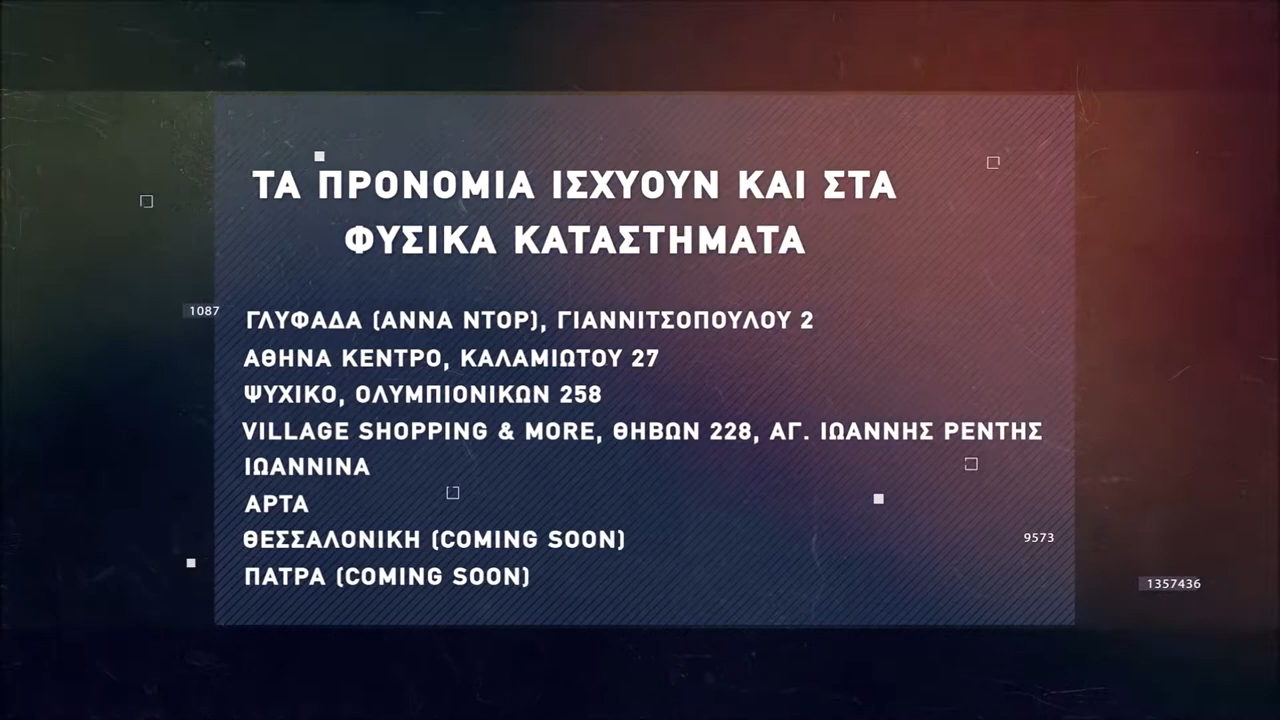 ΤΑ ΠΡΟΝΟΜΙΑ ΙΣΧΥΟΥΝ ΚΑΙ ΣΤΑ
ΦΥΣΙΚΑ ΚΑΤΑΣΤΗΜΑΤΑ
1087
ΓΛΥΦΑΔΑ (ΑΝΝΑ ΝΤΟΡ), ΓΙΑΝΝΙΤΣΟΠΟΥΛΟΥ 2
ΑΘΗΝΑ ΚΕΝΤΡΟ, ΚΑΛΑΜΙΩΤΟΥ 27
ΨΥΧΙΚΟ, ΟΛΥΜΠΙΟΝΙΚΩΝ 258
VILLAGE SHOPPING & MORE, ΘΗΒΩΝ 228, ΑΓ. ΙΩΑΝΝΗΣ ΡΕΝΤΗΣ
ΙΩΑΝΝΙΝΑ
ΑΡΤΑ
ΘΕΣΣΑΛΟΝΙΚΗ (COMING SOON)
9573
ΠΑΤΡΑ (COMING SOON)
1357436